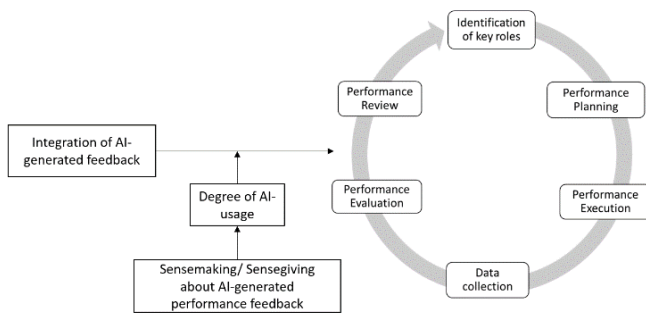 Identification
of key roles
Performance
Review
Performance
Planning
Integration of AI-
generated feedback
Performance
Evaluation
Degree of AI-
usage
Performance
Execution
Sensemaking/ Sensegiving
about AI-generated
performance feedback
Data
collection